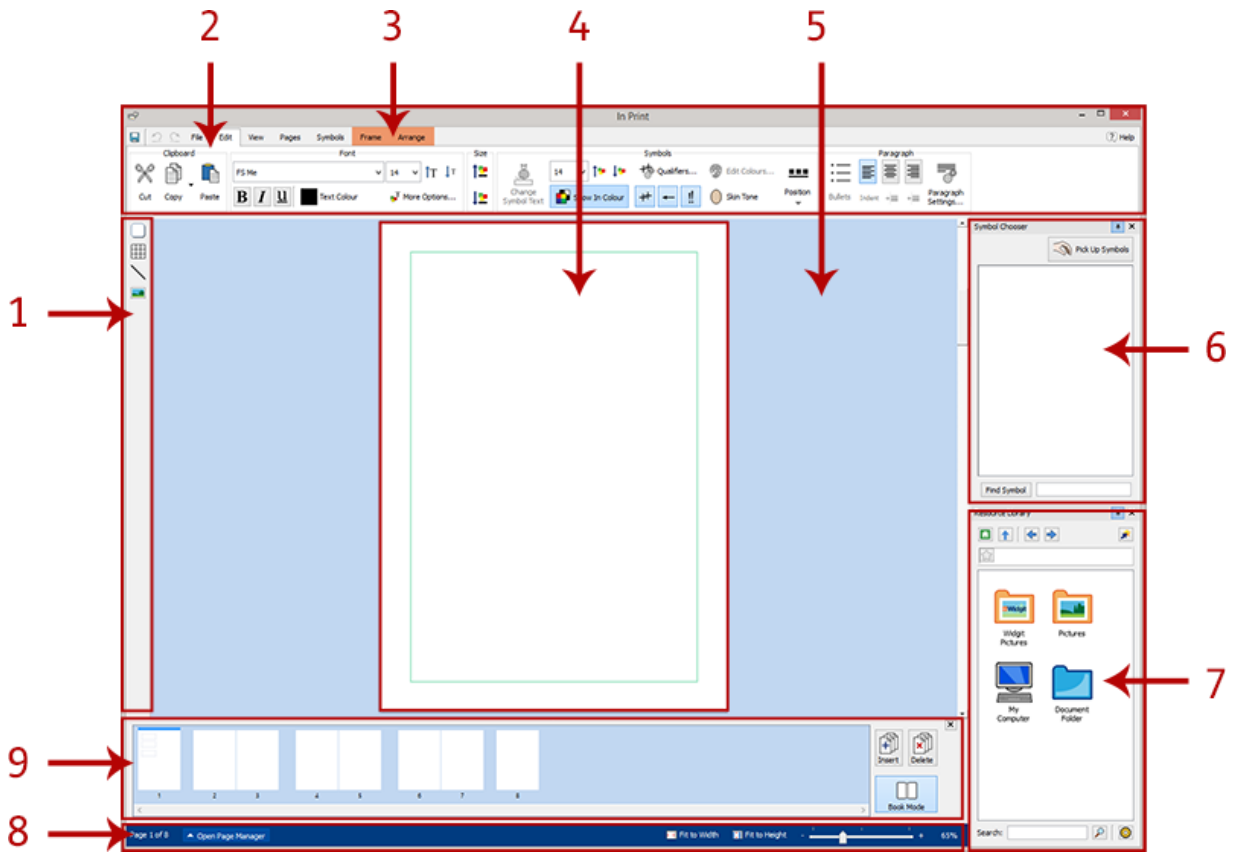 2 3 4 5
In Print
File Edit View Pages Symbols Frame Arrange ? Help
Clipboard Font Size Symbols Paragraph
FS Me 14 14 Qualifiers... Edit Colours...
Cut Copy Paste B I U Text Colour More Options... Change Symbol Text Show In Colour Skin Tone Position Bullets Indent Paragraph Settings...
Symbol Chooser
Pick Up Symbols
1
6
Find Symbol
Resource Library
Widgit Pictures
Pictures
My Computer
Document Folder
7
Insert Delete
9
1 2 3 4 5 6 7 8
Book Mode
8
Page 1 of 8 Open Page Manager Fit to Width Fit to Height - + 65%
Search: